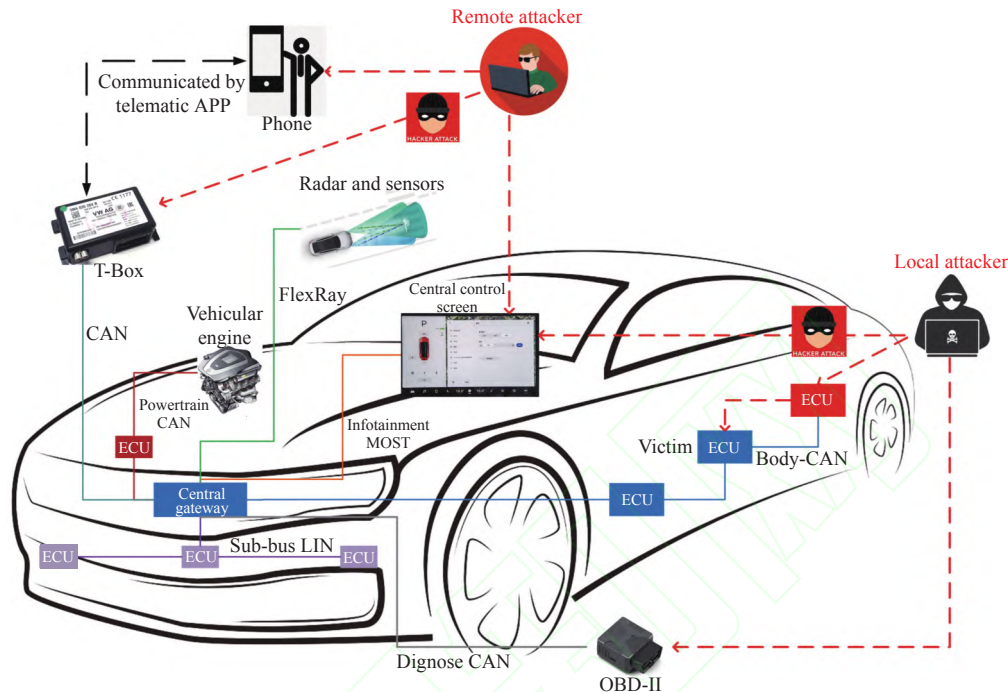 Remote attacker
Communicated by
telematic APP
Phone
HACKER ATTACK
Radar and sensors
VW AG
T-Box
Local attacker
Central control
screen
FlexRay
CAN
Vehicular
engine
P
HACKER ATTACK
Powertrain
CAN
ECU
Infotainment
MOST
ECU
Victim
ECU
Body-CAN
Central
gateway
ECU
Sub-bus LIN
ECU
ECU
ECU
Dignose CAN
OBD-II